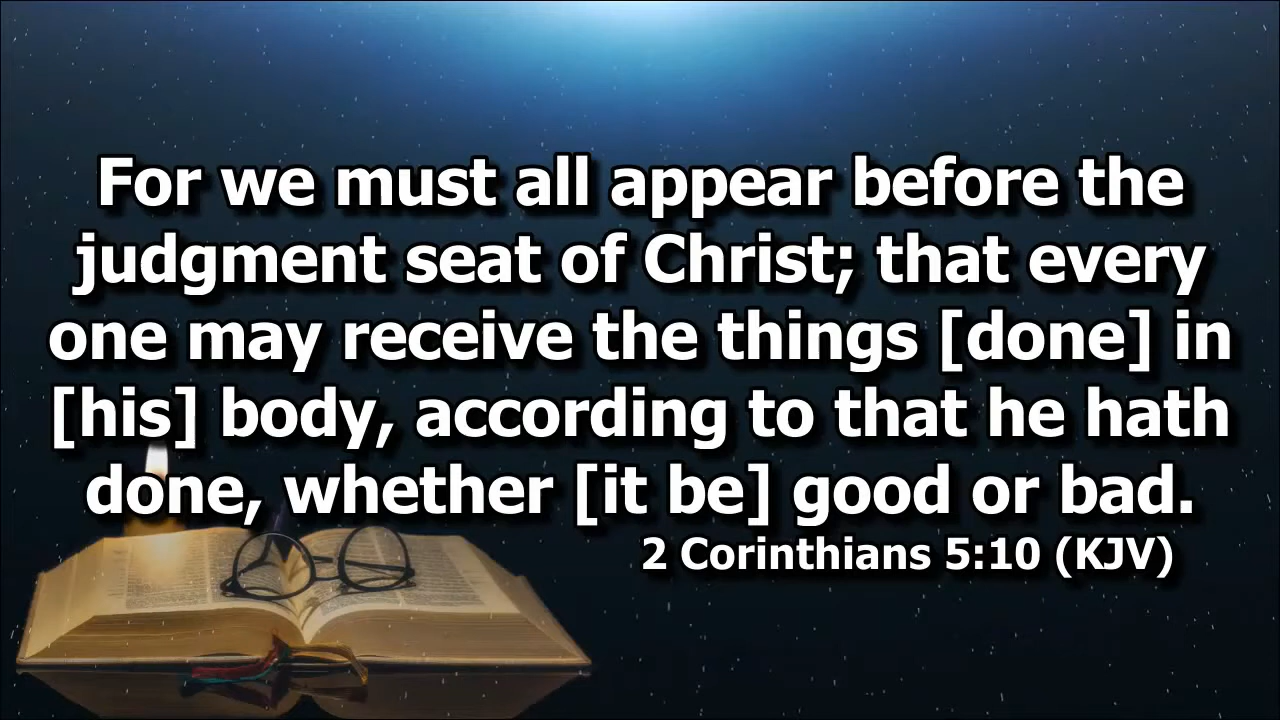 For we must all appear before the
judgment seat of Christ; that every
one may receive the things [done] in
[his] body, according to that he hath
done, whether [it be] good or bad.
2 Corinthians 5:10 (KJV)